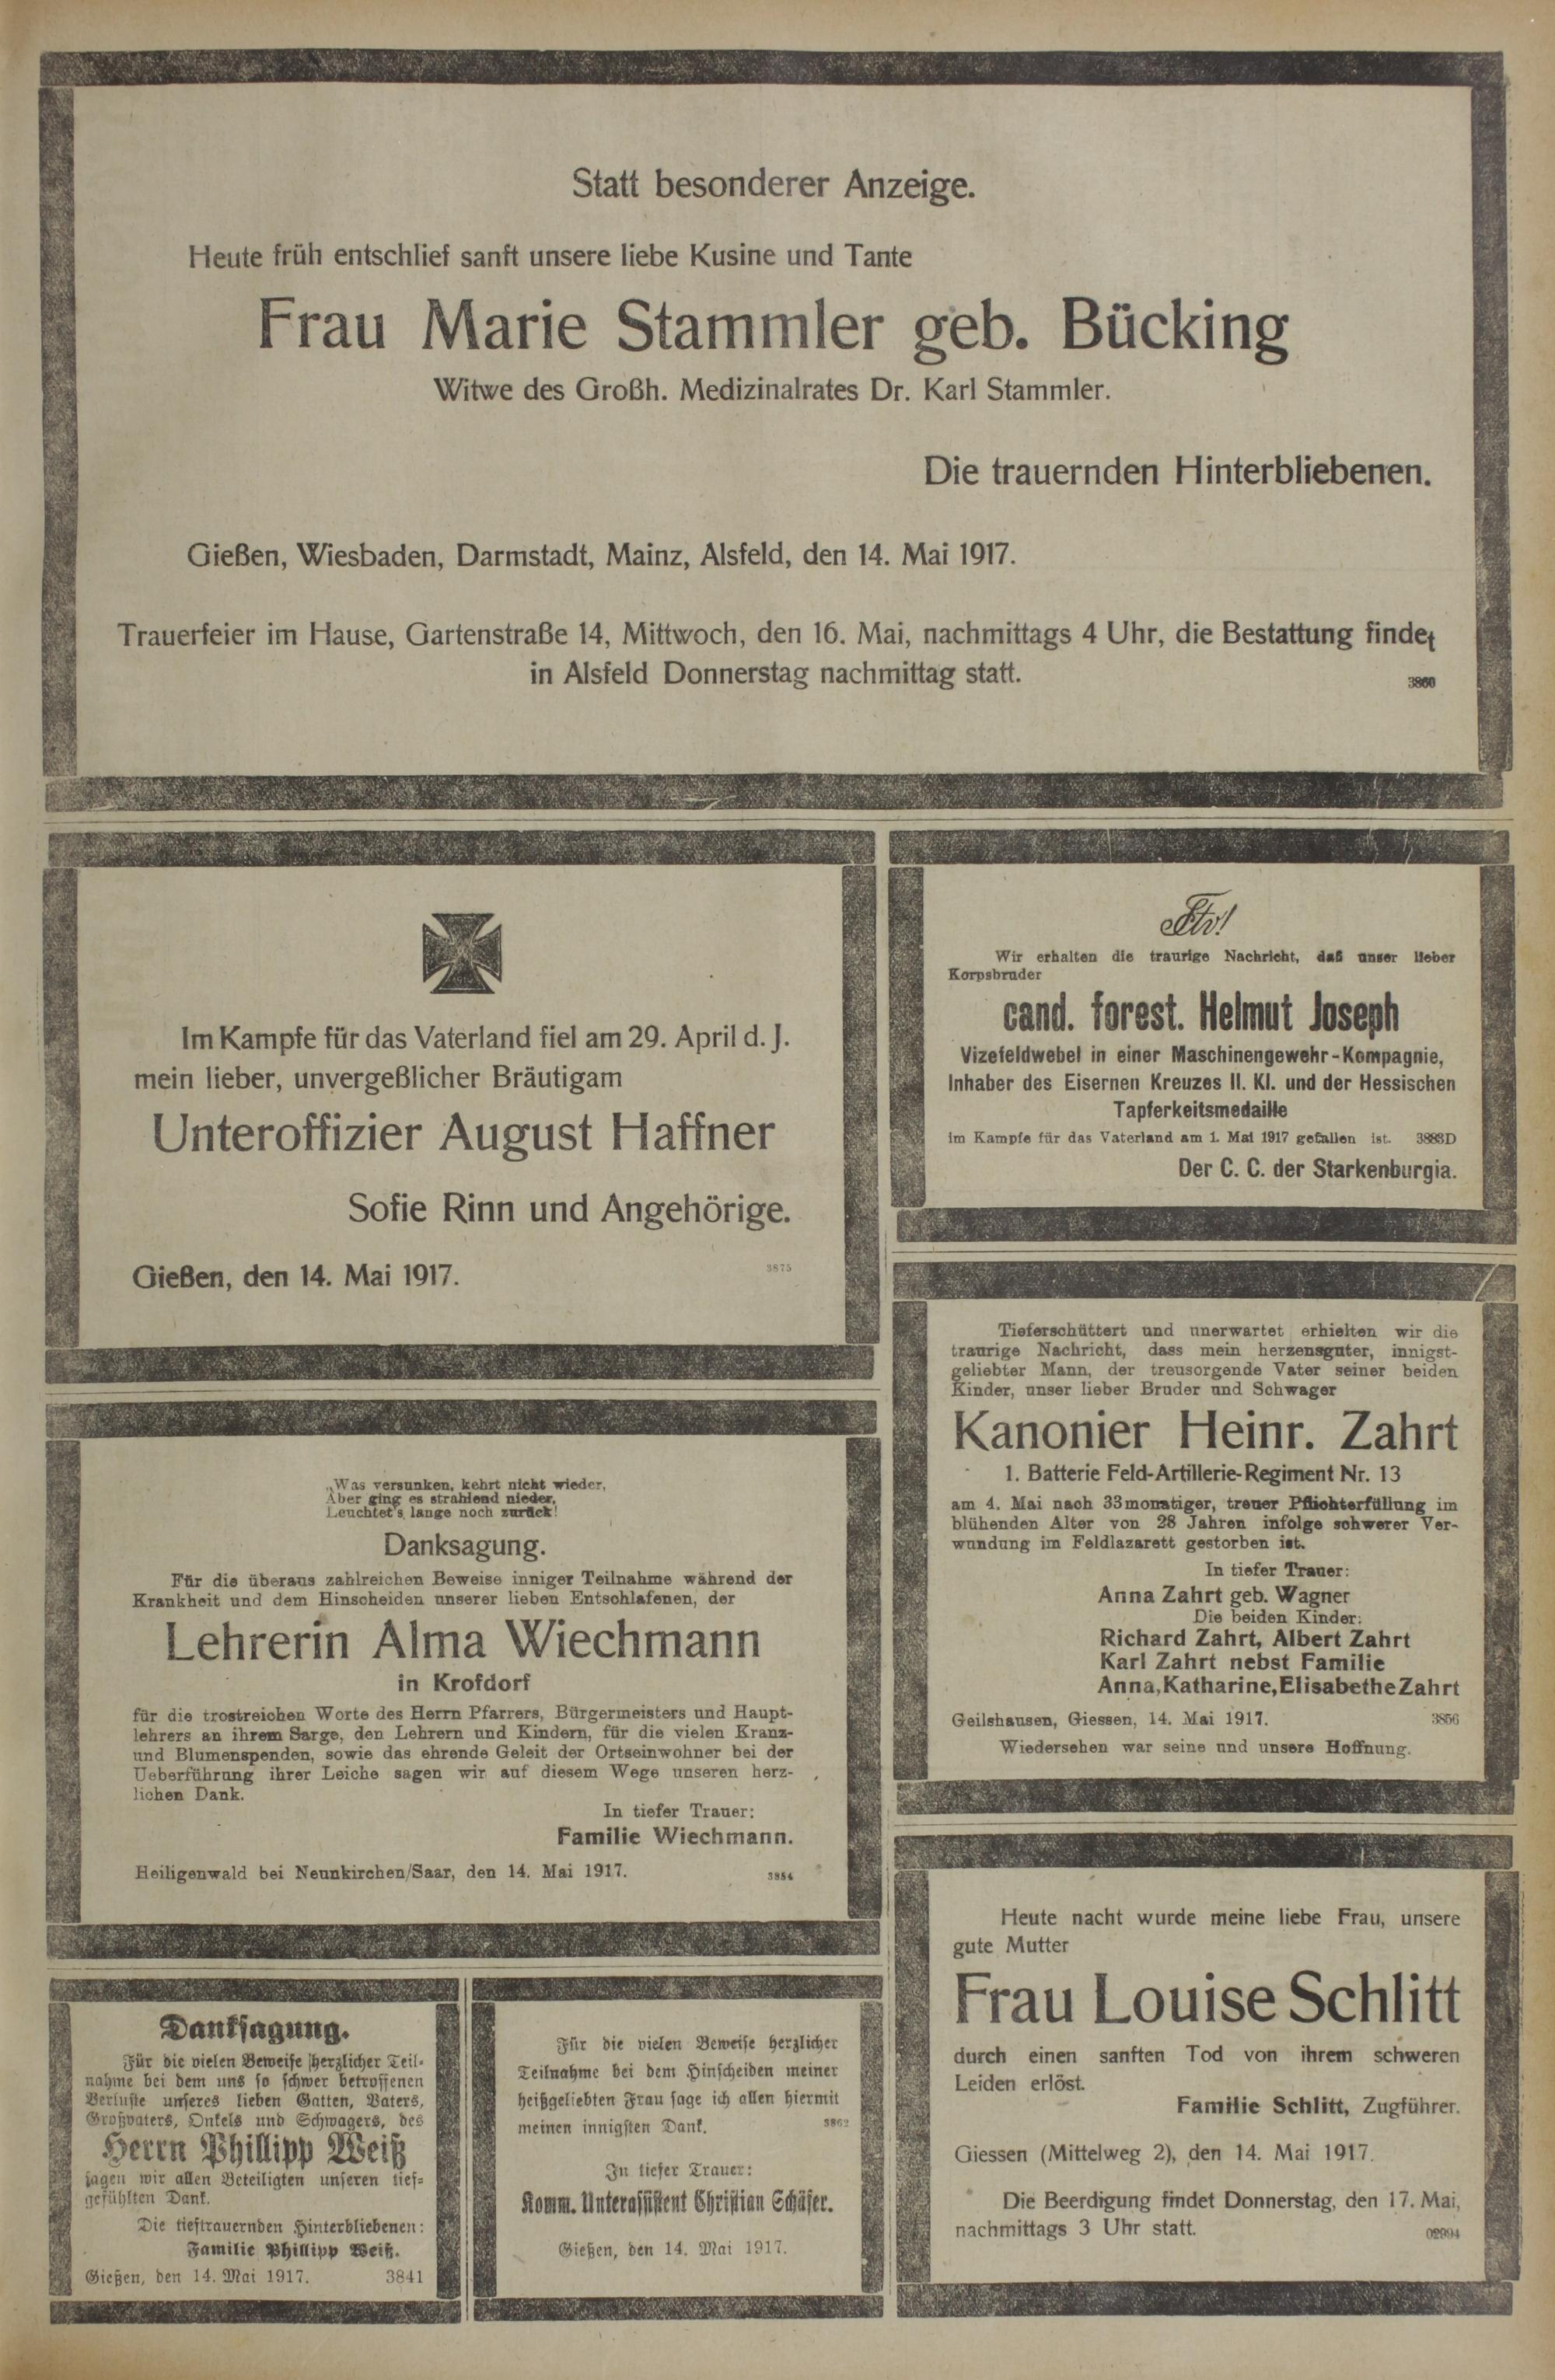 Statt besonderer Anzeige.
Heute früh entschlief sanft unsere liebe Kusine und Tante
Frau Marie Stammler geb. Bücking
Witwe des Großh. Medizinalrates Dr. Karl Stammler.
Die trauernden Hinterbliebenen.
Gießen, Wiesbaden, Darmstadt, Mainz, Alsfeld, den 14. Mai 1917.
Trauerfeier im Hause, Gartenstraße 14, Mittwoch, den 16. Mai, nachmittags 4 Uhr, die Bestattung findet
in Alsfeld Donnerstag nachmittag statt.
3860
Im Kampfe für das Vaterland fiel am 29. April d. J.
mein lieber, unvergeßlicher Bräutigam
Unteroffizier August Haffner
Sofie Rinn und Angehörige.
Gießen, den 14. Mai 1917.
3875
„Was versunken, kehrt nicht wieder,
Aber ging es strahlend nieder,
Leuchtet's lange noch zurück!
Danksagung.
Für die überaus zahlreichen Beweise inniger Teilnahme während der
Krankheit und dem Hinscheiden unserer lieben Entschlafenen, der
Lehrerin Alma Wiechmann
in Krofdorf
für die trostreichen Worte des Herrn Pfarrers, Bürgermeisters und Haupt-
lehrers an ihrem Sarge, den Lehrern und Kindern, für die vielen Kranz-
und Blumenspenden, sowie das ehrende Geleit der Ortseinwohner bei der
Ueberführung ihrer Leiche sagen wir auf diesem Wege unseren herz-
lichen Dank.
In tiefer Trauer:
Familie Wiechmann.
Heiligenwald bei Neunkirchen/Saar, den 14. Mai 1917.
3854
Danksagung.
Für die vielen Beweise herzlicher Teil-
nahme bei dem uns so schwer betroffenen
Verluste unseres lieben Gatten, Vaters,
Großvaters, Onkels und Schwagers, des
Herrn Phillipp Weiß
sagen wir allen Beteiligten unseren tief-
gefühlten Dank.
Die tieftrauernden Hinterbliebenen:
Familie Phillipp Weiß.
Gießen, den 14. Mai 1917. 3841
Für die vielen Beweise herzlicher
Teilnahme bei dem Hinscheiden meiner
heißgeliebten Frau sage ich allen hiermit
meinen innigsten Dank. 3862
In tiefer Trauer:
Komm. Unterassistent Christian Schäfer.
Gießen, den 14. Mai 1917.
Wir erhalten die traurige Nachricht, daß unser lieber
Korpsbruder
cand. forest. Helmut Joseph
Vizefeldwebel in einer Maschinengewehr-Kompagnie,
Inhaber des Eisernen Kreuzes II. Kl. und der Hessischen
Tapferkeitsmedaille
im Kampfe für das Vaterland am 1. Mai 1917 gefallen ist. 3883D
Der C. C. der Starkenburgia.
Tieferschüttert und unerwartet erhielten wir die
traurige Nachricht, dass mein herzensguter, innigst-
geliebter Mann, der treusorgende Vater seiner beiden
Kinder, unser lieber Bruder und Schwager
Kanonier Heinr. Zahrt
1. Batterie Feld-Artillerie-Regiment Nr. 13
am 4. Mai nach 33monatiger, treuer Pflichterfüllung im
blühenden Alter von 28 Jahren infolge schwerer Ver-
wundung im Feldlazarett gestorben ist.
In tiefer Trauer:
Anna Zahrt geb. Wagner
Die beiden Kinder:
Richard Zahrt, Albert Zahrt
Karl Zahrt nebst Familie
Anna, Katharine, Elisabethe Zahrt
Geilshausen, Giessen, 14. Mai 1917. 3856
Wiedersehen war seine und unsere Hoffnung.
Heute nacht wurde meine liebe Frau, unsere
gute Mutter
Frau Louise Schlitt
durch einen sanften Tod von ihrem schweren
Leiden erlöst.
Familie Schlitt, Zugführer.
Giessen (Mittelweg 2), den 14. Mai 1917.
Die Beerdigung findet Donnerstag, den 17. Mai,
nachmittags 3 Uhr statt.